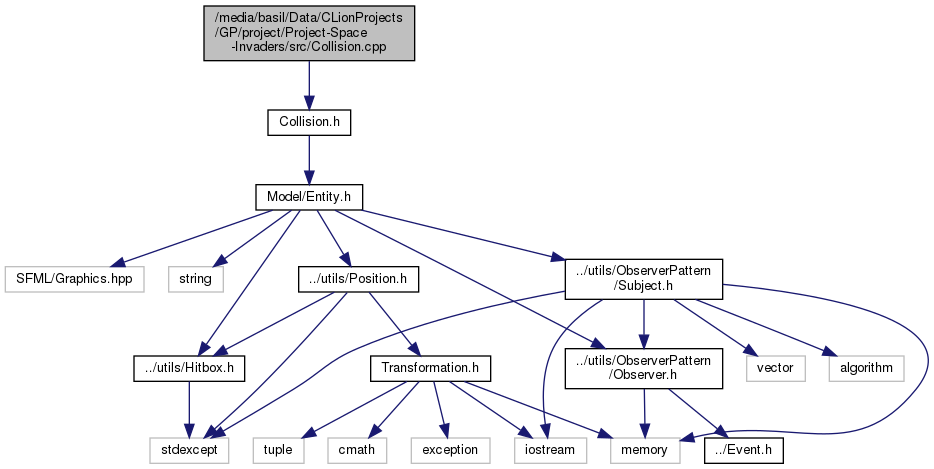 /media/basil/Data/CLionProjects
/GP/project/Project-Space
-Invaders/src/Collision.cpp
Collision.h
Model/Entity.h
SFML/Graphics.hpp
string
../utils/Position.h
../utils/ObserverPattern
/Subject.h
../utils/Hitbox.h
Transformation.h
../utils/ObserverPattern
/Observer.h
vector
algorithm
stdexcept
tuple
cmath
exception
iostream
memory
../Event.h